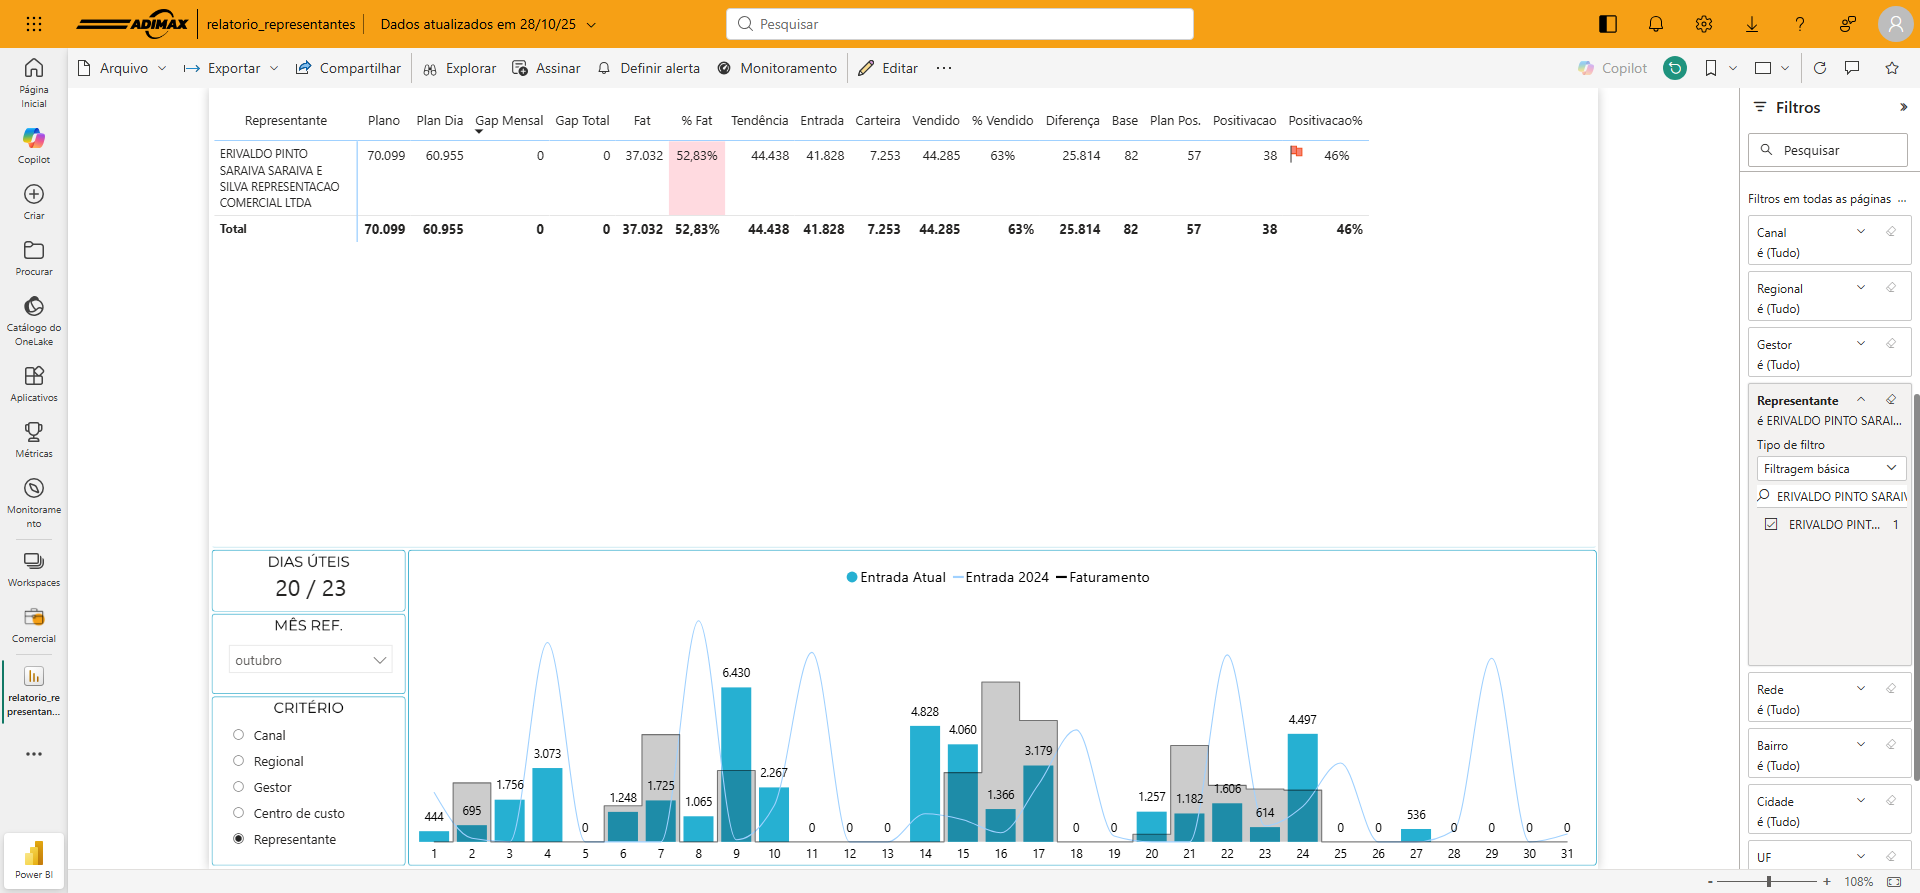 ADIMAX
relatorio_representantes
Dados atualizados em 28/10/25
Pesquisar
Arquivo
Exportar
Compartilhar
Explorar
Assinar
Definir alerta
Monitoramento
Editar
Copilot
Página
Inicial
Copilot
Criar
Procurar
Catálogo do
OneLake
Aplicativos
Métricas
Monitorame
nto
Workspaces
Comercial
relatorio_re
presentan...
Power BI
Representante Plano Plan Dia Gap Mensal Gap Total Fat % Fat Tendência Entrada Carteira Vendido % Vendido Diferença Base Plan Pos. Positivacao Positivacao%
ERIVALDO PINTO
SARAIVA SARAIVA E
SILVA REPRESENTACAO
COMERCIAL LTDA
70.099 60.955 0 0 37.032 52,83% 44.438 41.828 7.253 44.285 63% 25.814 82 57 38 46%
Total 70.099 60.955 0 0 37.032 52,83% 44.438 41.828 7.253 44.285 63% 25.814 82 57 38 46%
DIAS ÚTEIS
20 / 23
MÊS REF.
outubro
CRITÉRIO
Canal
Regional
Gestor
Centro de custo
Representante
Entrada Atual Entrada 2024 Faturamento
444 695 1.756 3.073 0 1.248 1.725 1.065 6.430 2.267 0 0 0 4.828 4.060 1.366 3.179 0 0 1.257 1.182 1.606 614 4.497 0 0 536 0 0 0 0
1 2 3 4 5 6 7 8 9 10 11 12 13 14 15 16 17 18 19 20 21 22 23 24 25 26 27 28 29 30 31
Filtros
Pesquisar
Filtros em todas as páginas ...
Canal
é (Tudo)
Regional
é (Tudo)
Gestor
é (Tudo)
Representante
é ERIVALDO PINTO SARAI...
Tipo de filtro
Filtragem básica
ERIVALDO PINTO SARAIV
ERIVALDO PINT... 1
Rede
é (Tudo)
Bairro
é (Tudo)
Cidade
é (Tudo)
UF
- + 108%